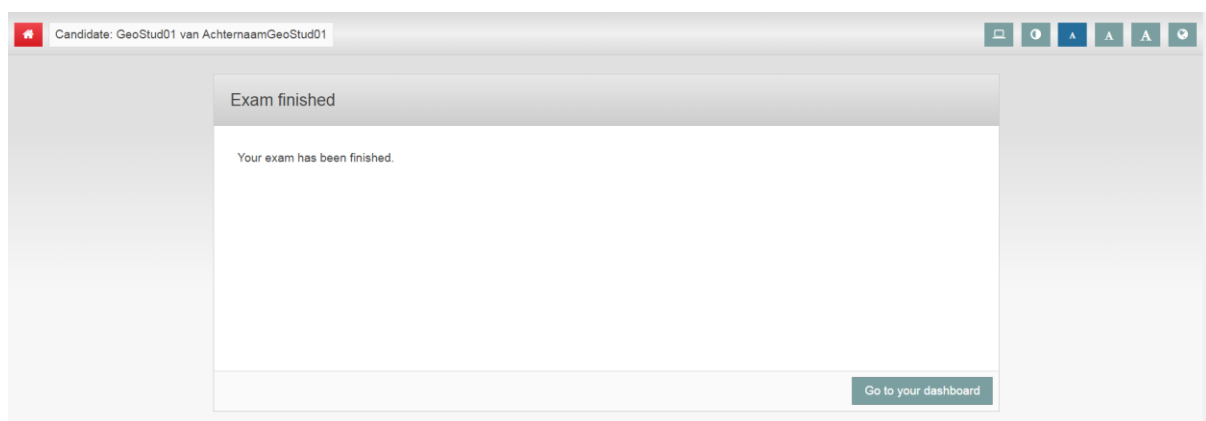 Candidate: GeoStud01 van AchternaamGeoStud01
A A A
Exam finished
Your exam has been finished.
Go to your dashboard